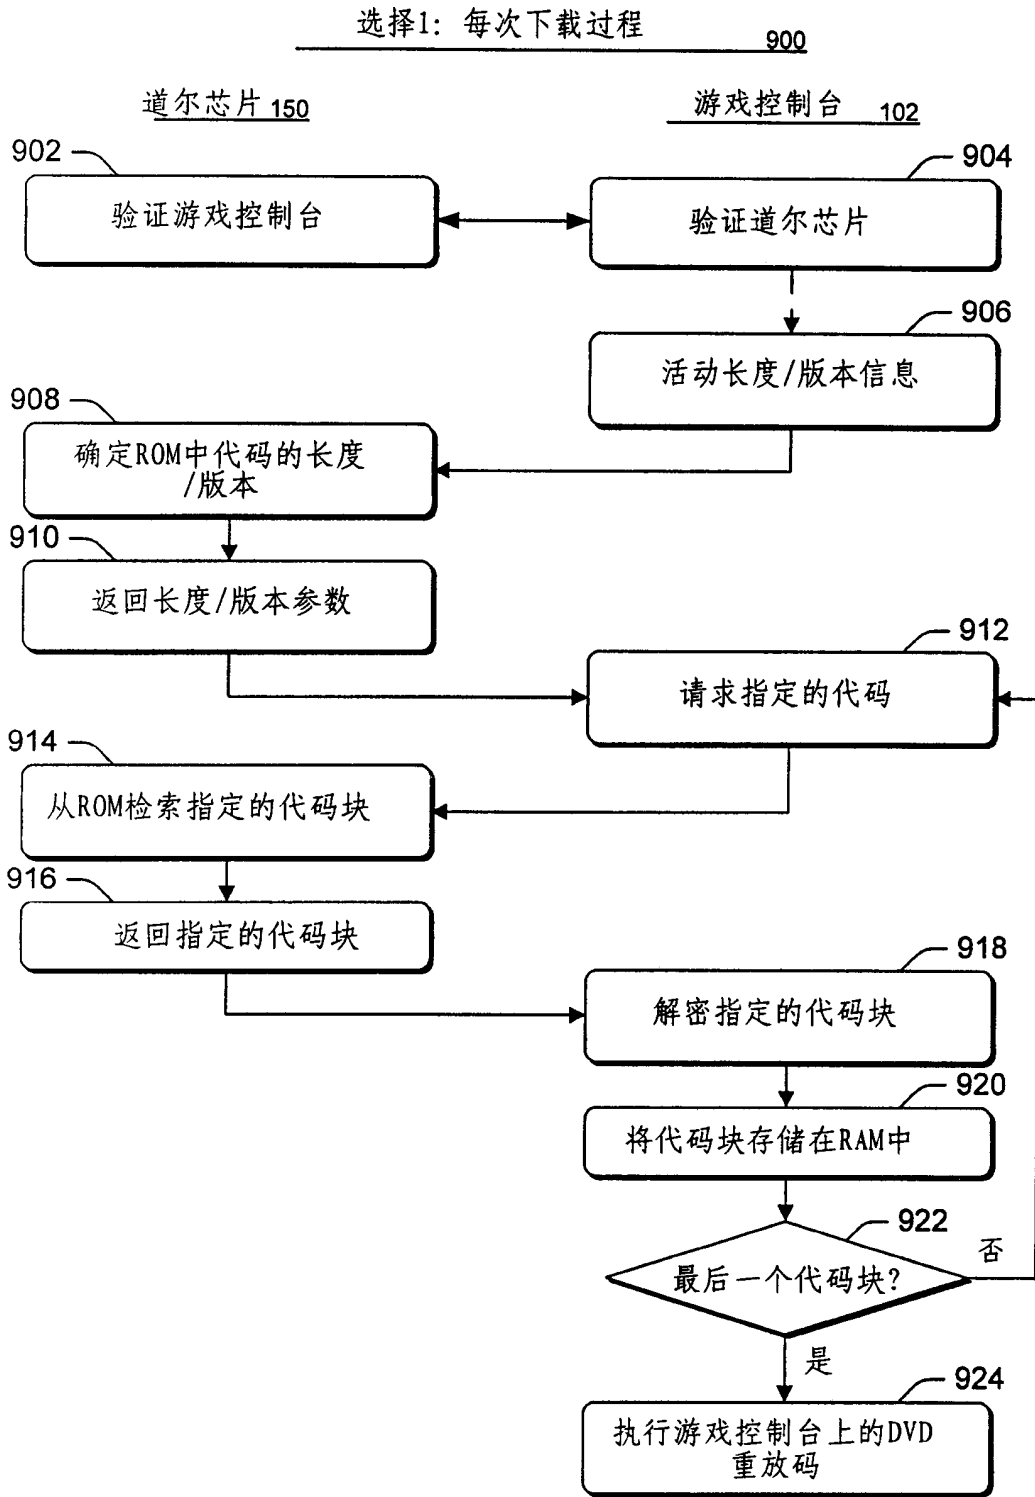 选择1: 每次下载过程 900
道尔芯片 150
游戏控制台 102
902
验证游戏控制台
904
验证道尔芯片
906
活动长度/版本信息
908
确定ROM中代码的长度
/版本
910
返回长度/版本参数
912
请求指定的代码
914
从ROM检索指定的代码块
916
返回指定的代码块
918
解密指定的代码块
920
将代码块存储在RAM中
922
最后一个代码块?
否
是
924
执行游戏控制台上的DVD
重放码